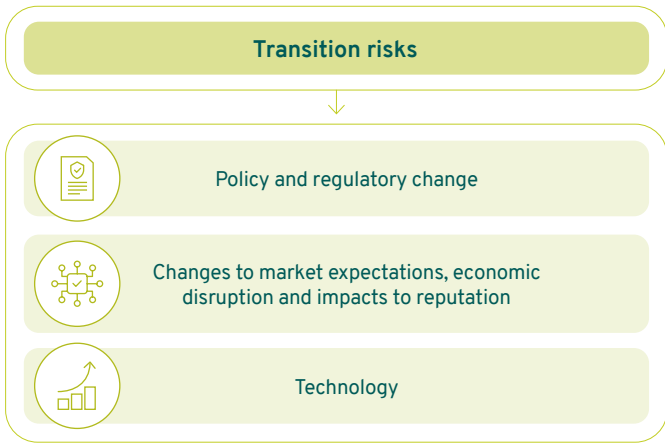 Transition risks
Policy and regulatory change
Changes to market expectations, economic
disruption and impacts to reputation
Technology